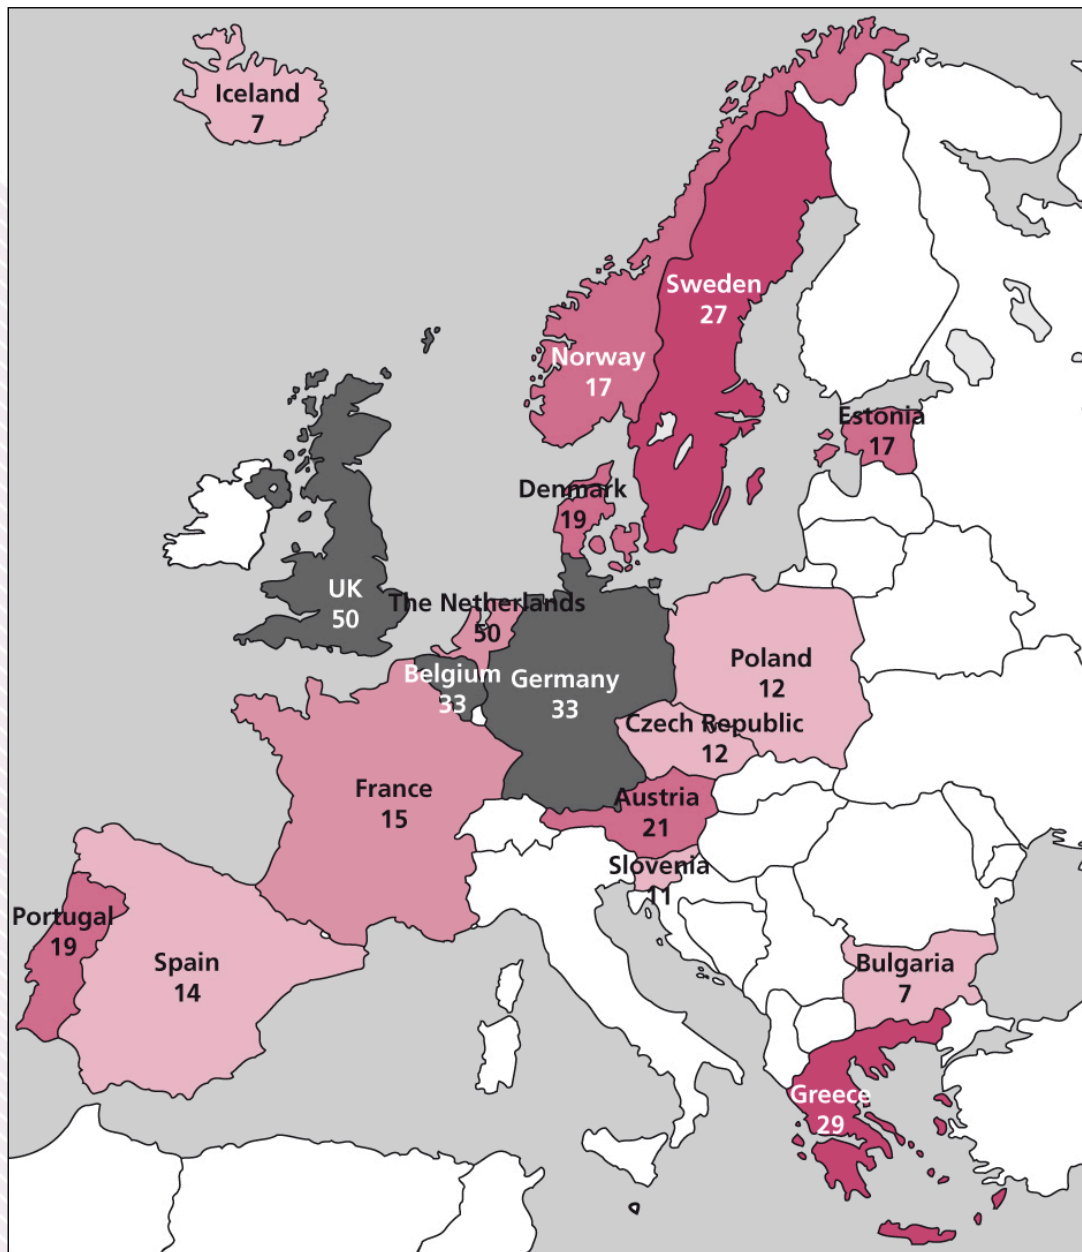 Iceland
7
Sweden
27
Norway
17
Estonia
17
Denmark
19
UK
50
The Netherlands
50
Belgium
33
Germany
33
Poland
12
Czech Republic
12
France
15
Austria
21
Slovenia
11
Portugal
19
Spain
14
Bulgaria
7
Greece
29